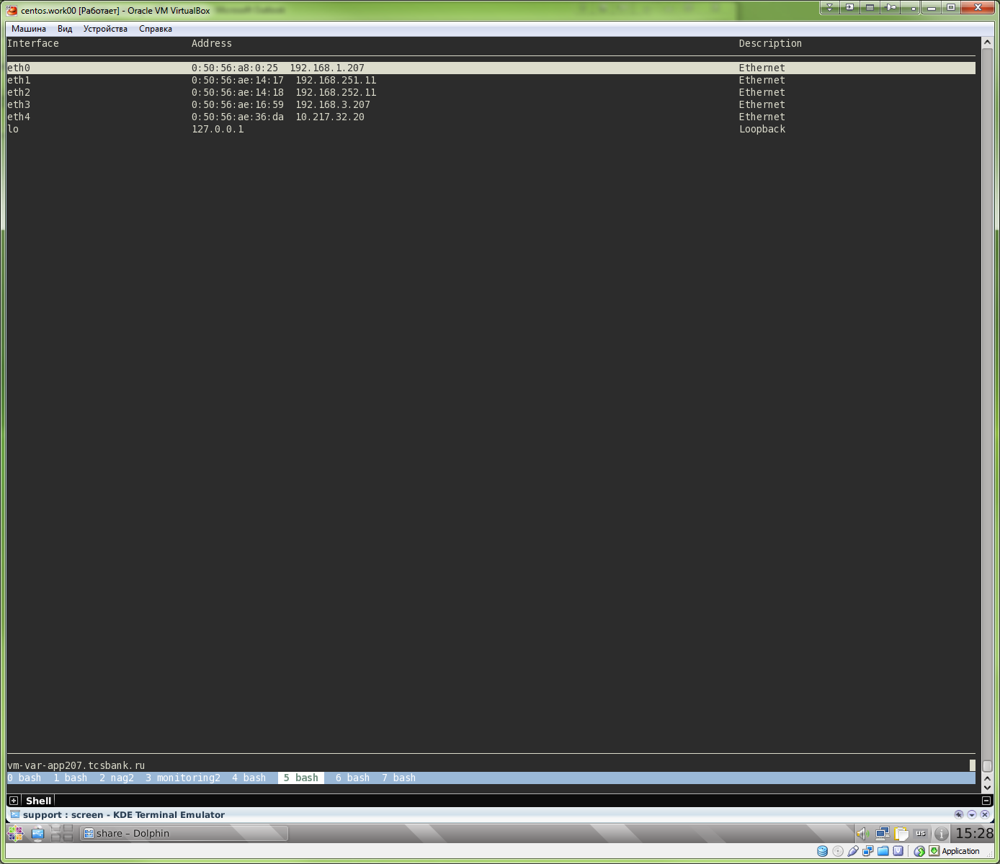 centos.work00 [Работает] - Oracle VM VirtualBox
Машина Вид Устройства Справка
Interface Address Description
eth0 0:50:56:a8:0:25 192.168.1.207 Ethernet
eth1 0:50:56:ae:14:17 192.168.251.11 Ethernet
eth2 0:50:56:ae:14:18 192.168.252.11 Ethernet
eth3 0:50:56:ae:16:59 192.168.3.207 Ethernet
eth4 0:50:56:ae:36:da 10.217.32.20 Ethernet
lo 127.0.0.1 Loopback
vm-var-app207.tcsbank.ru
0 bash 1 bash 2 nag2 3 monitoring2 4 bash 5 bash 6 bash 7 bash
Shell
support : screen - KDE Terminal Emulator
share – Dolphin us 15:28
Application